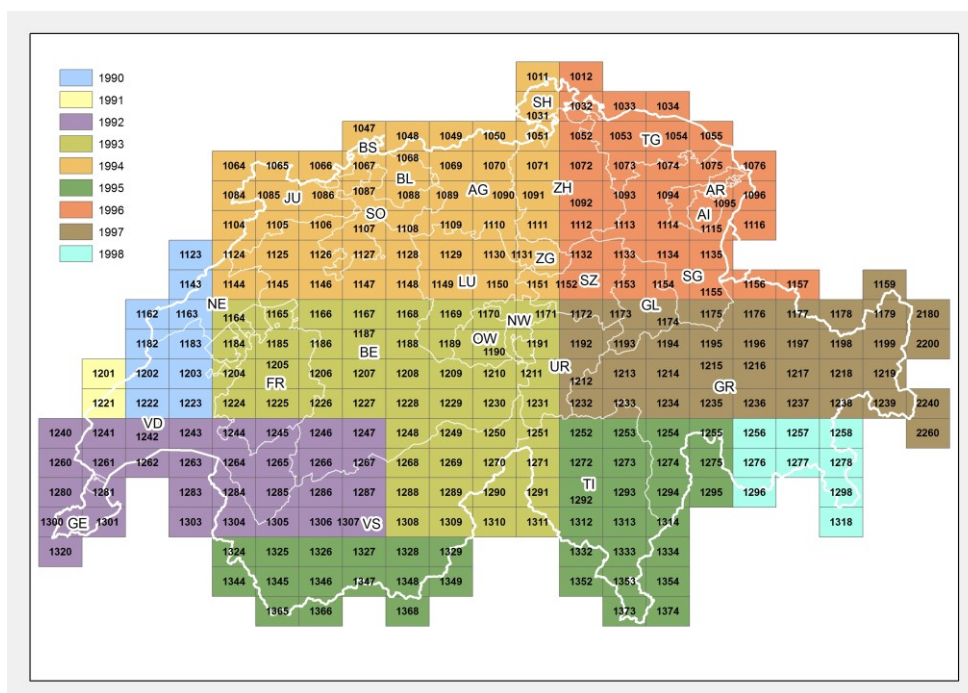 1990
1991
1992
1993
1994
1995
1996
1997
1998
1011 1012
SH
1031 1032 1033 1034
1047 1048 1049 1050 1051 1052 1053 TG 1054 1055
BS
1064 1065 1066 1067 1068 1069 1070 1071 1072 1073 1074 1075 1076
BL
1084 1085 JU 1086 1087 1088 1089 AG 1090 1091 ZH 1092 1093 1094 AR 1095 1096
SO AI
1104 1105 1106 1107 1108 1109 1110 1111 1112 1113 1114 1115 1116
1123 1124 1125 1126 1127 1128 1129 1130 1131 ZG 1132 1133 1134 1135
1143 1144 1145 1146 1147 1148 1149 LU 1150 1151 1152 SZ 1153 1154 SG 1155 1156 1157 1159
NE GL
1162 1163 1164 1165 1166 1167 1168 1169 1170 NW 1171 1172 1173 1174 1175 1176 1177 1178 1179 2180
1182 1183 1184 1185 1186 1187 BE 1188 1189 OW 1190 1191 1192 1193 1194 1195 1196 1197 1198 1199 2200
1201 1202 1203 1204 1205 FR 1206 1207 1208 1209 1210 1211 UR 1212 1213 1214 1215 GR 1216 1217 1218 1219
1221 1222 1223 1224 1225 1226 1227 1228 1229 1230 1231 1232 1233 1234 1235 1236 1237 1238 1239 2240
VD
1240 1241 1242 1243 1244 1245 1246 1247 1248 1249 1250 1251 1252 1253 1254 1255 1256 1257 1258 2260
1260 1261 1262 1263 1264 1265 1266 1267 1268 1269 1270 1271 1272 1273 1274 1275 1276 1277 1278
TI
1280 1281 1283 1284 1285 1286 1287 1288 1289 1290 1291 1292 1293 1294 1295 1296 1298
1300 GE 1301 1303 1304 1305 1306 1307 VS 1308 1309 1310 1311 1312 1313 1314 1318
1320 1324 1325 1326 1327 1328 1329 1332 1333 1334
1344 1345 1346 1347 1348 1349 1352 1353 1354
1365 1366 1368 1373 1374